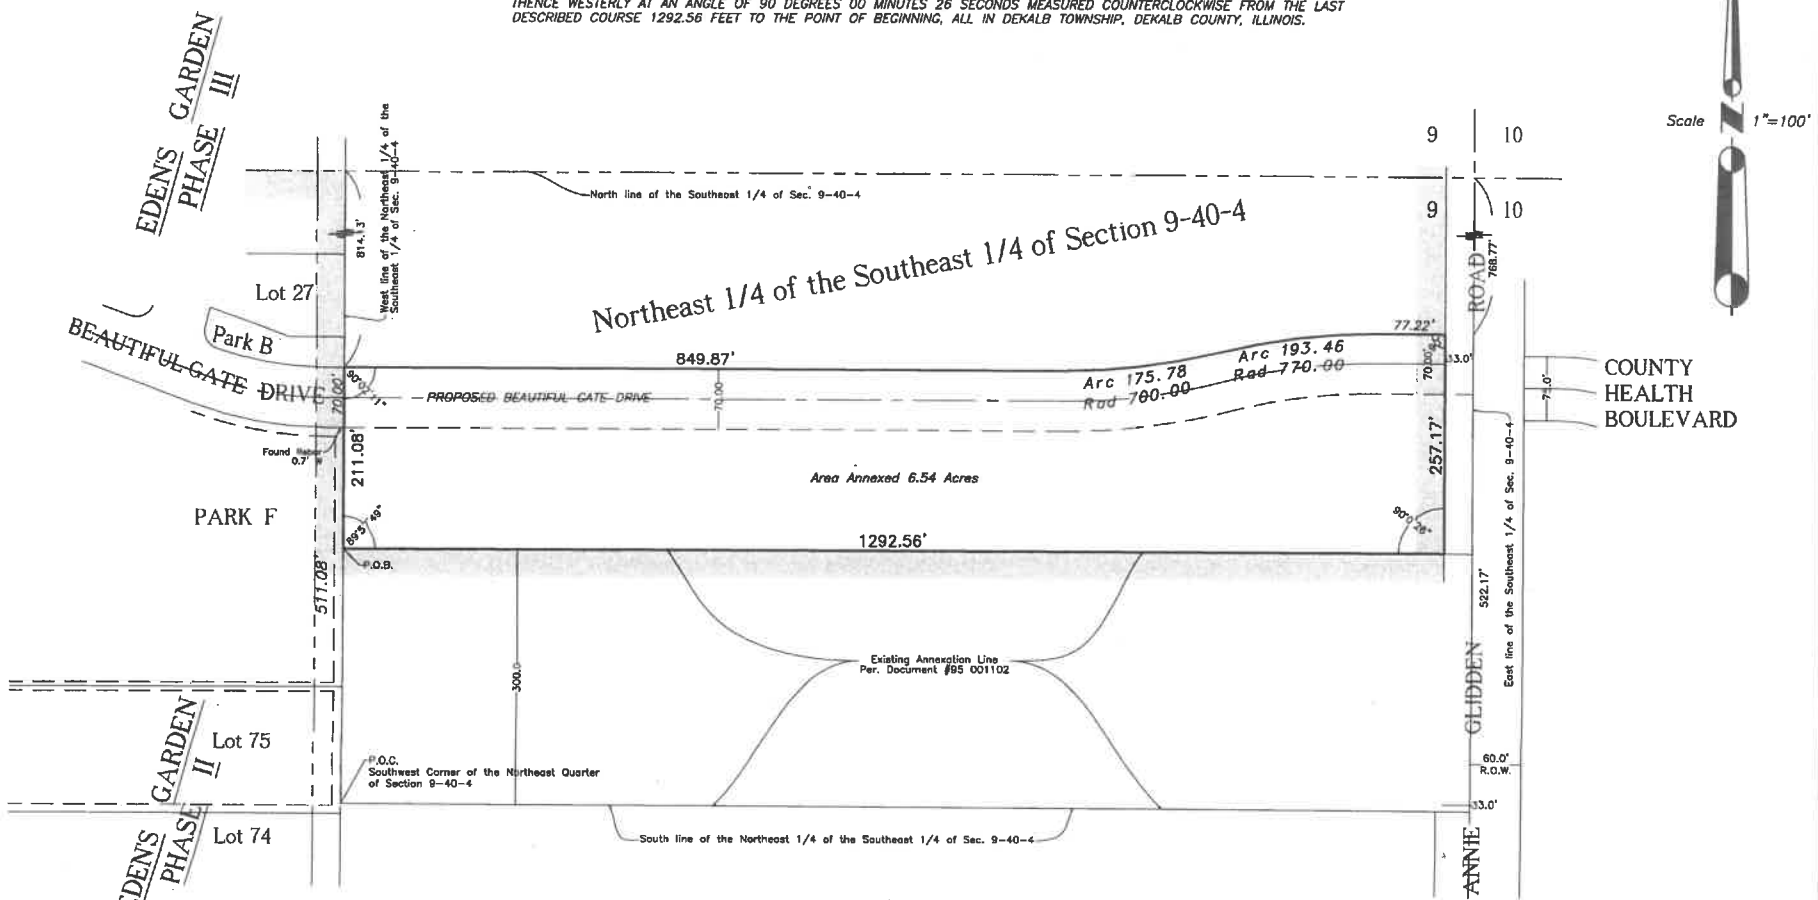 THENCE WESTERLY AT AN ANGLE OF 90 DEGREES 00 MINUTES 26 SECONDS MEASURED COUNTERCLOCKWISE FROM THE LAST
DESCRIBED COURSE 1292.56 FEET TO THE POINT OF BEGINNING, ALL IN DEKALB TOWNSHIP, DEKALB COUNTY, ILLINOIS.
EDEN'S GARDEN
PHASE III
Scale 1"=100'
9 10
9 10
North line of the Southeast 1/4 of Sec. 9-40-4
West line of the Northeast 1/4 of the
Southeast 1/4 of Sec. 9-40-4
814.13'
Northeast 1/4 of the Southeast 1/4 of Section 9-40-4
768.77'
ROAD
Lot 27
Park B
BEAUTIFUL GATE DRIVE
70.00'
849.87'
77.22'
Arc 175.78
Rad 700.00
Arc 193.46
Rad 770.00
70.00'
33.0'
PROPOSED BEAUTIFUL GATE DRIVE
70.00
75.0'
COUNTY
HEALTH
BOULEVARD
Found
0.7'
211.08'
257.17'
Area Annexed 6.54 Acres
PARK F
1292.56'
P.O.B.
511.08'
522.17'
East line of the Southeast 1/4 of Sec. 9-40-4
300.0
Existing Annexation Line
Per. Document #95 001102
GLIDDEN
GARDEN
II
Lot 75
P.O.C.
Southwest Corner of the Northeast Quarter
of Section 9-40-4
60.0'
R.O.W.
33.0'
EDEN'S
PHASE
Lot 74
South line of the Northeast 1/4 of the Southeast 1/4 of Sec. 9-40-4
ANNIE